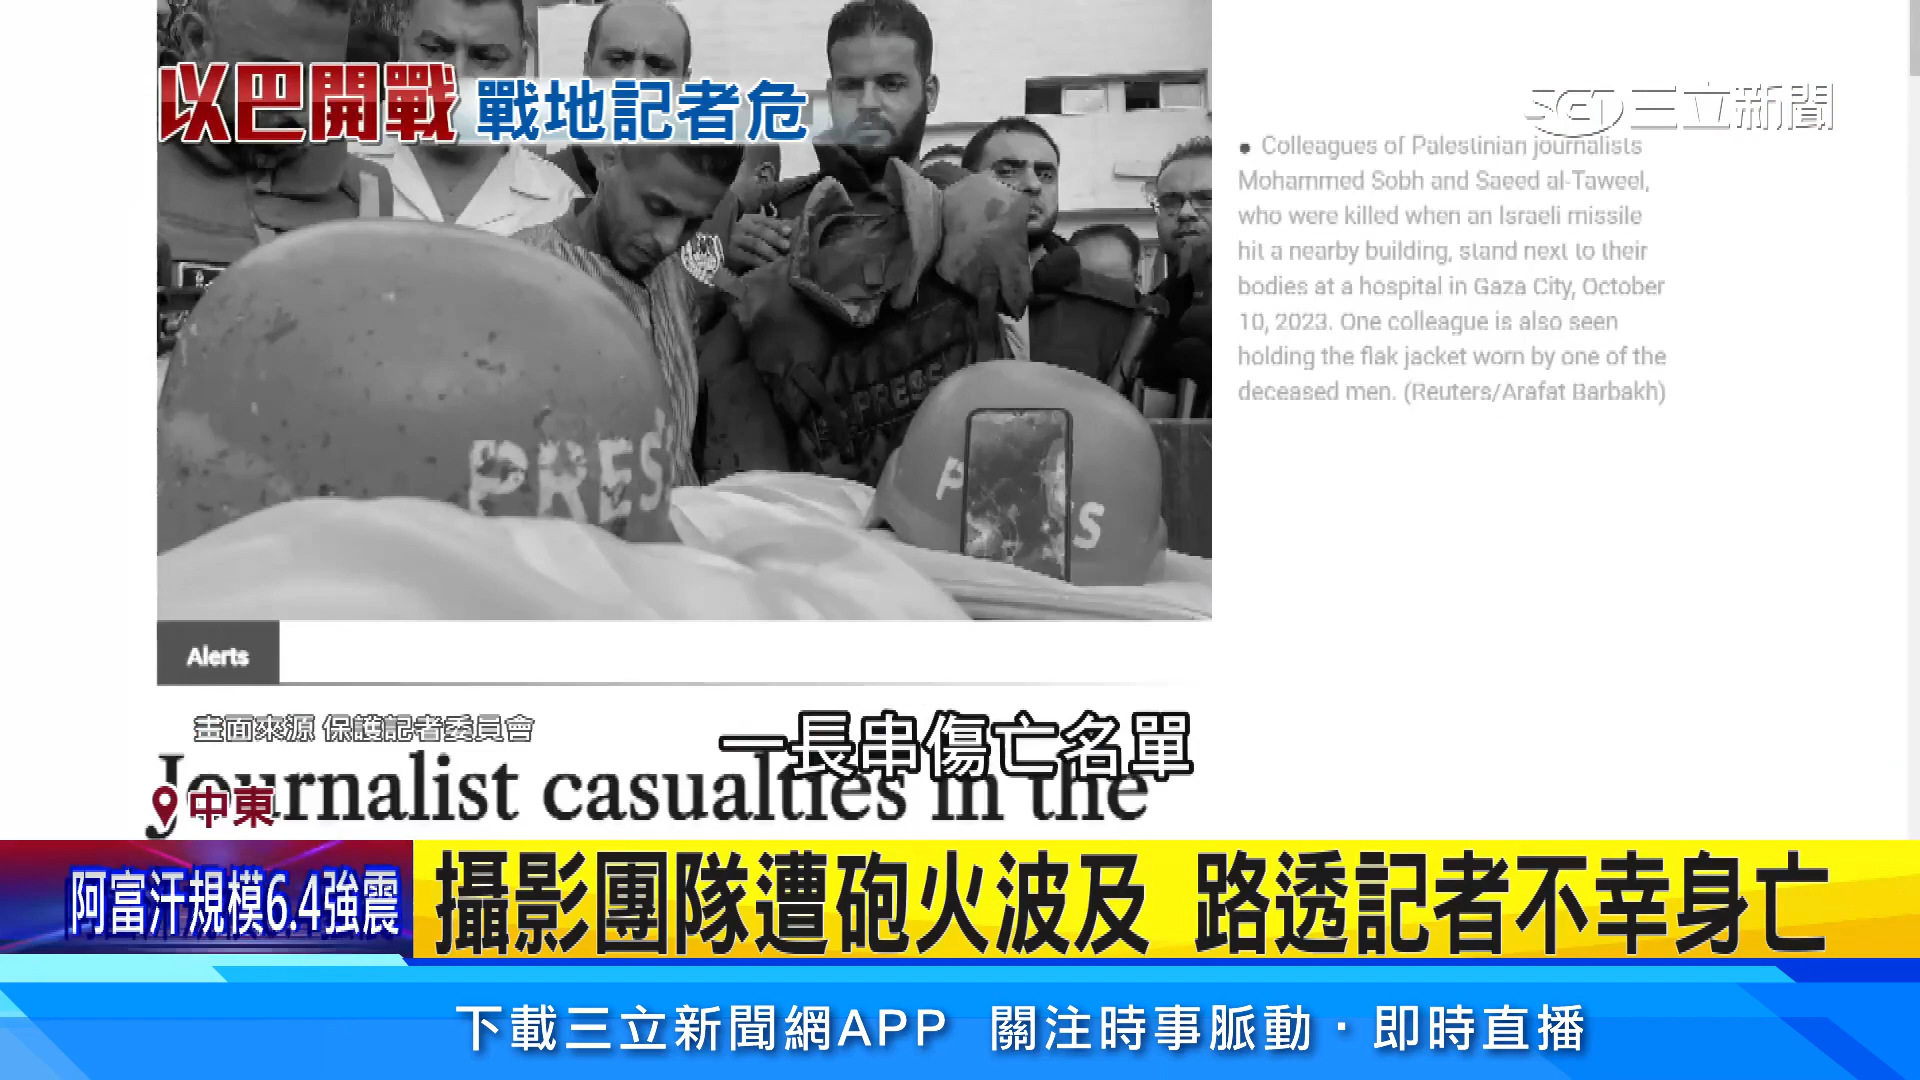 以巴開戰 戰地記者危
SET三立新聞
• Colleagues of Palestinian journalists
Mohammed Sobh and Saeed al-Taweel,
who were killed when an Israeli missile
hit a nearby building, stand next to their
bodies at a hospital in Gaza City, October
10, 2023. One colleague is also seen
holding the flak jacket worn by one of the
deceased men. (Reuters/Arafat Barbakh)
PRESS
PRESS
Alerts
畫面來源 保護記者委員會
一長串傷亡名單
Journalist casualties in the
中東
阿富汗規模6.4強震
攝影團隊遭砲火波及 路透記者不幸身亡
下載三立新聞網APP 關注時事脈動·即時直播